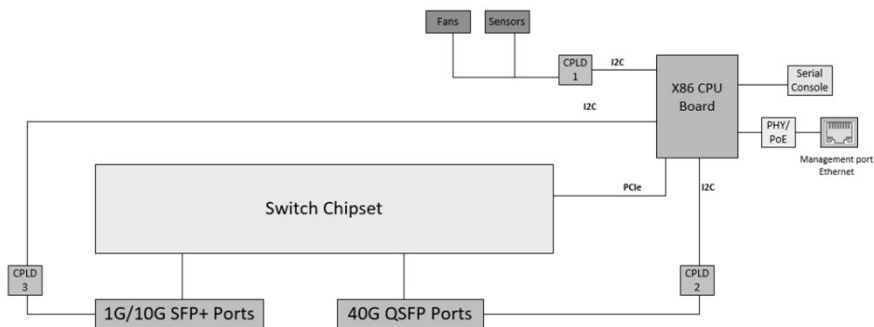 Fans
Sensors
CPLD
1
I2C
X86 CPU
Board
Serial
Console
I2C
PHY/
PoE
Management port
Ethernet
Switch Chipset
PCIe
I2C
CPLD
3
CPLD
2
1G/10G SFP+ Ports
40G QSFP Ports